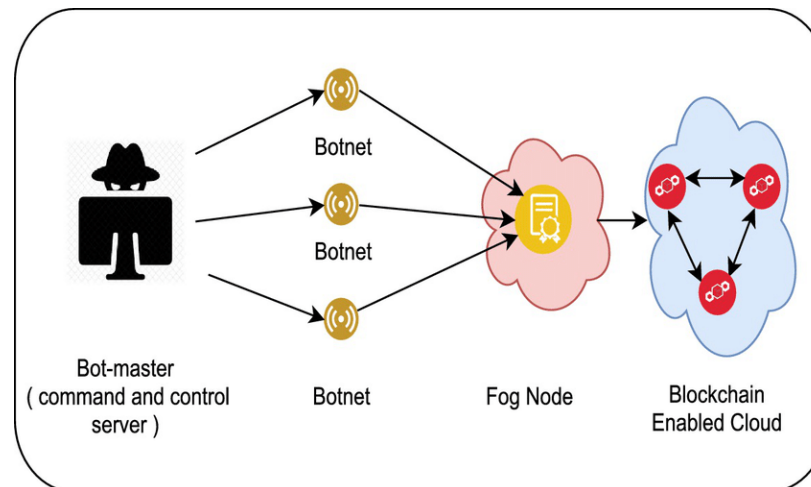 Botnet
Botnet
Botnet
Bot-master
( command and control
server )
Fog Node
Blockchain
Enabled Cloud